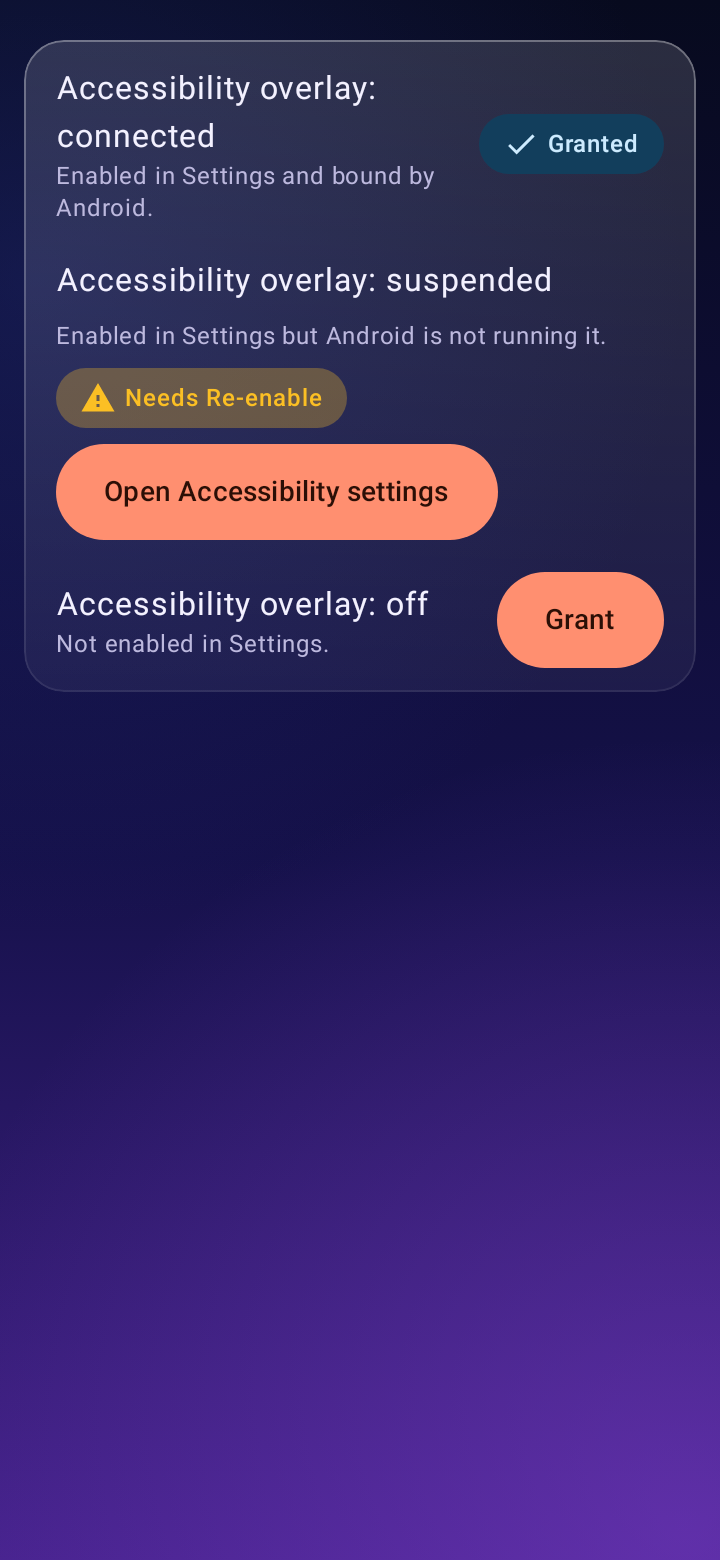 Accessibility overlay:
connected
Granted
Enabled in Settings and bound by
Android.
Accessibility overlay: suspended
Enabled in Settings but Android is not running it.
Needs Re-enable
Open Accessibility settings
Accessibility overlay: off
Grant
Not enabled in Settings.